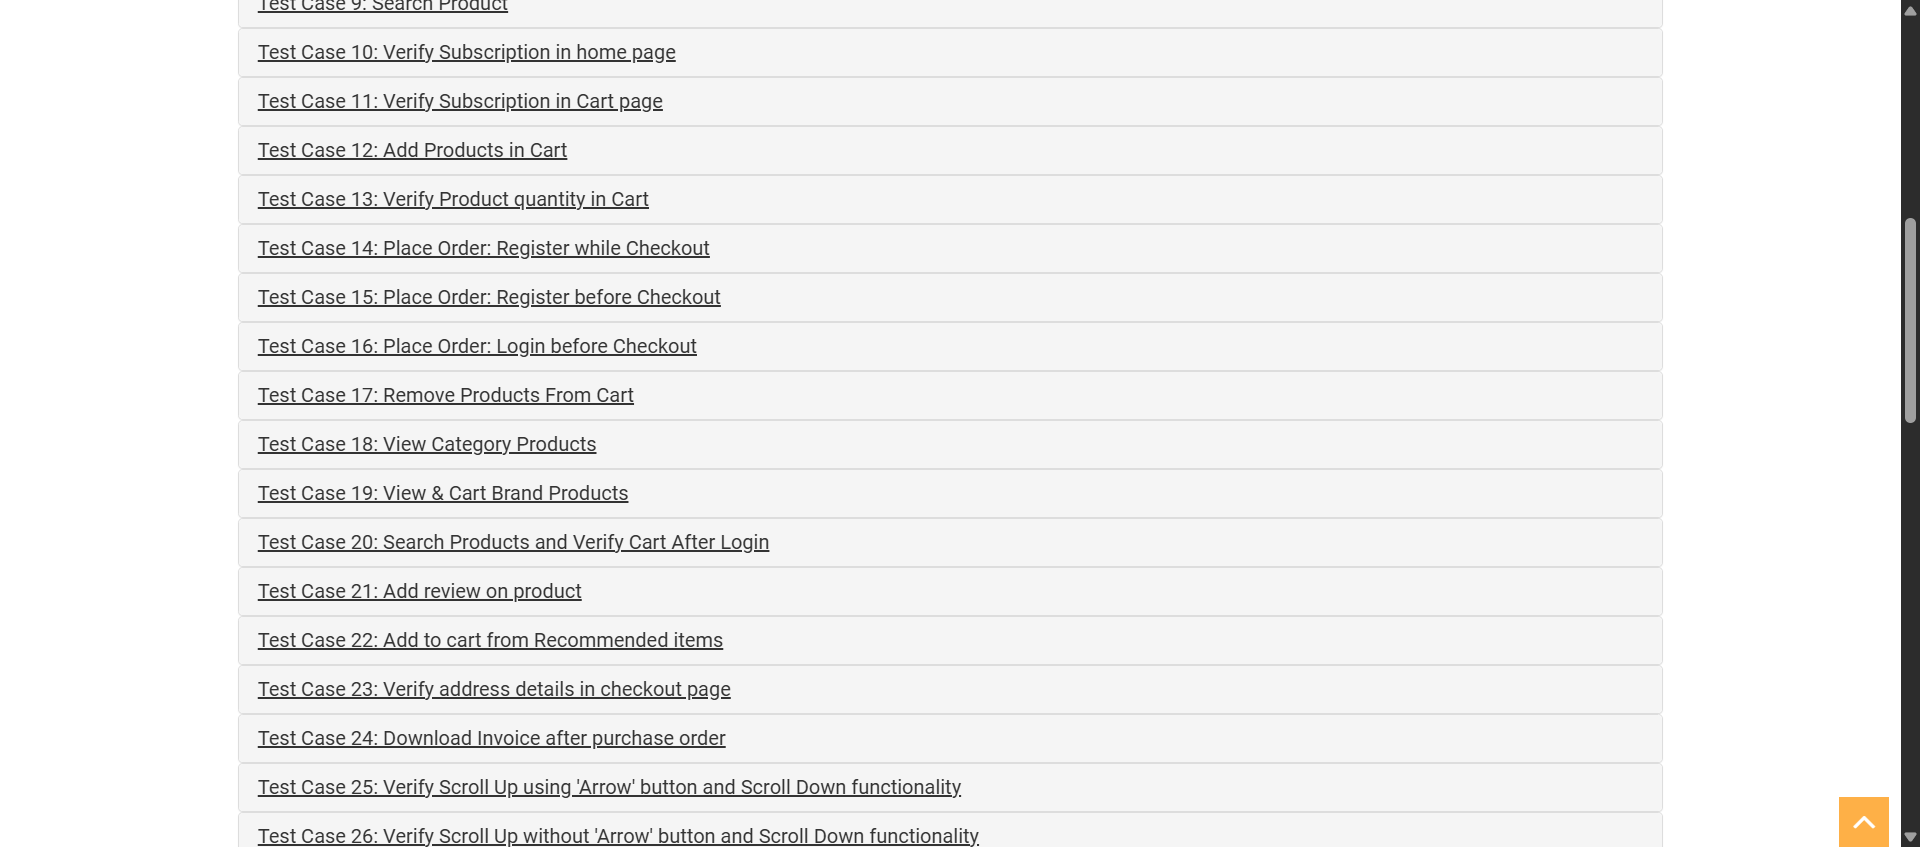 Test Case 9: Search Product
Test Case 10: Verify Subscription in home page
Test Case 11: Verify Subscription in Cart page
Test Case 12: Add Products in Cart
Test Case 13: Verify Product quantity in Cart
Test Case 14: Place Order: Register while Checkout
Test Case 15: Place Order: Register before Checkout
Test Case 16: Place Order: Login before Checkout
Test Case 17: Remove Products From Cart
Test Case 18: View Category Products
Test Case 19: View & Cart Brand Products
Test Case 20: Search Products and Verify Cart After Login
Test Case 21: Add review on product
Test Case 22: Add to cart from Recommended items
Test Case 23: Verify address details in checkout page
Test Case 24: Download Invoice after purchase order
Test Case 25: Verify Scroll Up using 'Arrow' button and Scroll Down functionality
Test Case 26: Verify Scroll Up without 'Arrow' button and Scroll Down functionality